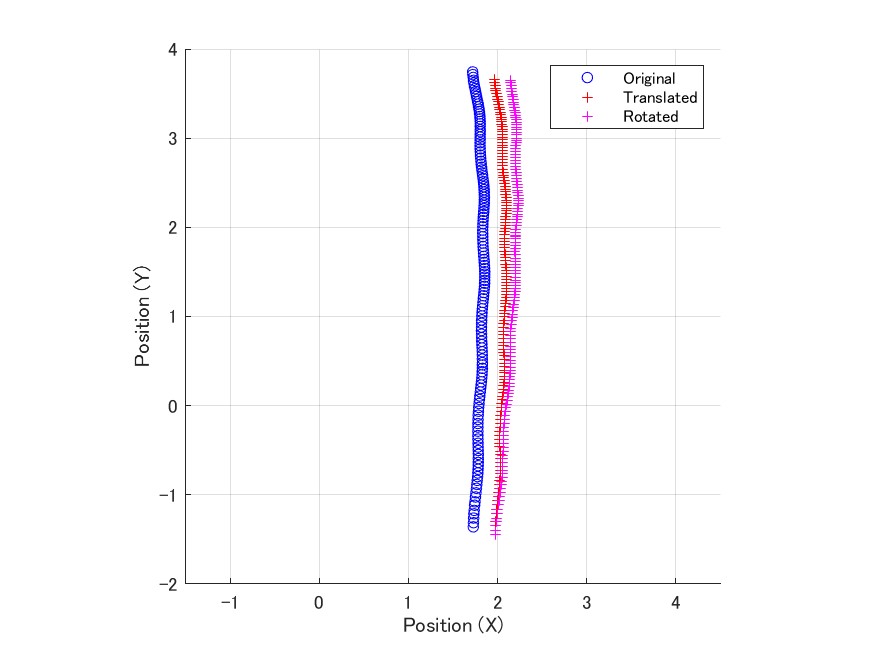 4
3
2
1
0
-1
-2
-1
0
1
2
3
4
Position (X)
Position (Y)
Original
Translated
Rotated